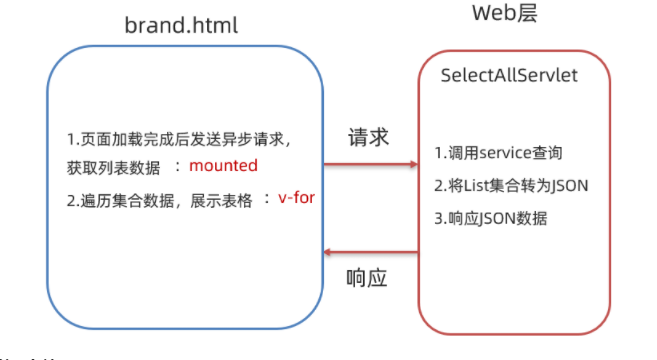 brand.html
Web层
SelectAllServlet
1.页面加载完成后发送异步请求，
获取列表数据 ：mounted
2.遍历集合数据，展示表格 ：v-for
请求
1.调用service查询
2.将List集合转为JSON
3.响应JSON数据
响应